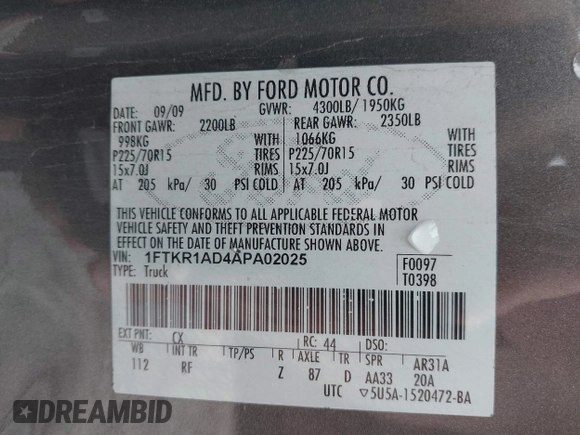 MFD. BY FORD MOTOR CO.
DATE: 09/09 GVWR: 4300LB/ 1950KG
FRONT GAWR: 2200LB REAR GAWR: 2350LB
998KG WITH 1066KG WITH
P225/70R15 TIRES P225/70R15 TIRES
15x7.0J RIMS 15x7.0J RIMS
AT 205 kPa/ 30 PSI COLD AT 205 kPa/ 30 PSI COLD
THIS VEHICLE CONFORMS TO ALL APPLICABLE FEDERAL MOTOR
VEHICLE SAFETY AND THEFT PREVENTION STANDARDS IN
EFFECT ON THE DATE OF MANUFACTURE SHOWN ABOVE.
VIN: 1FTKR1AD4APA02025 F0097
TYPE: Truck T0398
EXT PNT: CX RC: 44 DSO:
WB INT TR TP/PS R AXLE TR SPR AR31A
112 RF Z 87 D AA33 20A
UTC ▽5U5A-1520472-BA
DREAMBID